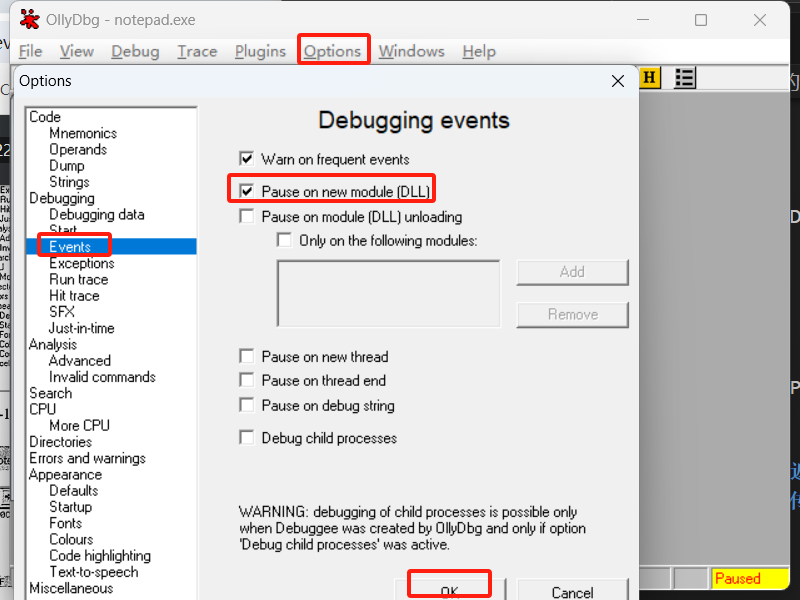 OllyDbg - notepad.exe
File View Debug Trace Plugins Options Windows Help
Options
H
Code
Mnemonics
Operands
Dump
Strings
Debugging
Debugging data
Start
Events
Exceptions
Run trace
Hit trace
SFX
Just-in-time
Analysis
Advanced
Invalid commands
Search
CPU
More CPU
Directories
Errors and warnings
Appearance
Defaults
Startup
Fonts
Colours
Code highlighting
Text-to-speech
Miscellaneous
Debugging events
Warn on frequent events
Pause on new module (DLL)
Pause on module (DLL) unloading
Only on the following modules:
Add
Remove
Pause on new thread
Pause on thread end
Pause on debug string
Debug child processes
WARNING: debugging of child processes is possible only
when Debuggee was created by OllyDbg and only if option
'Debug child processes' was active.
OK
Cancel
Paused